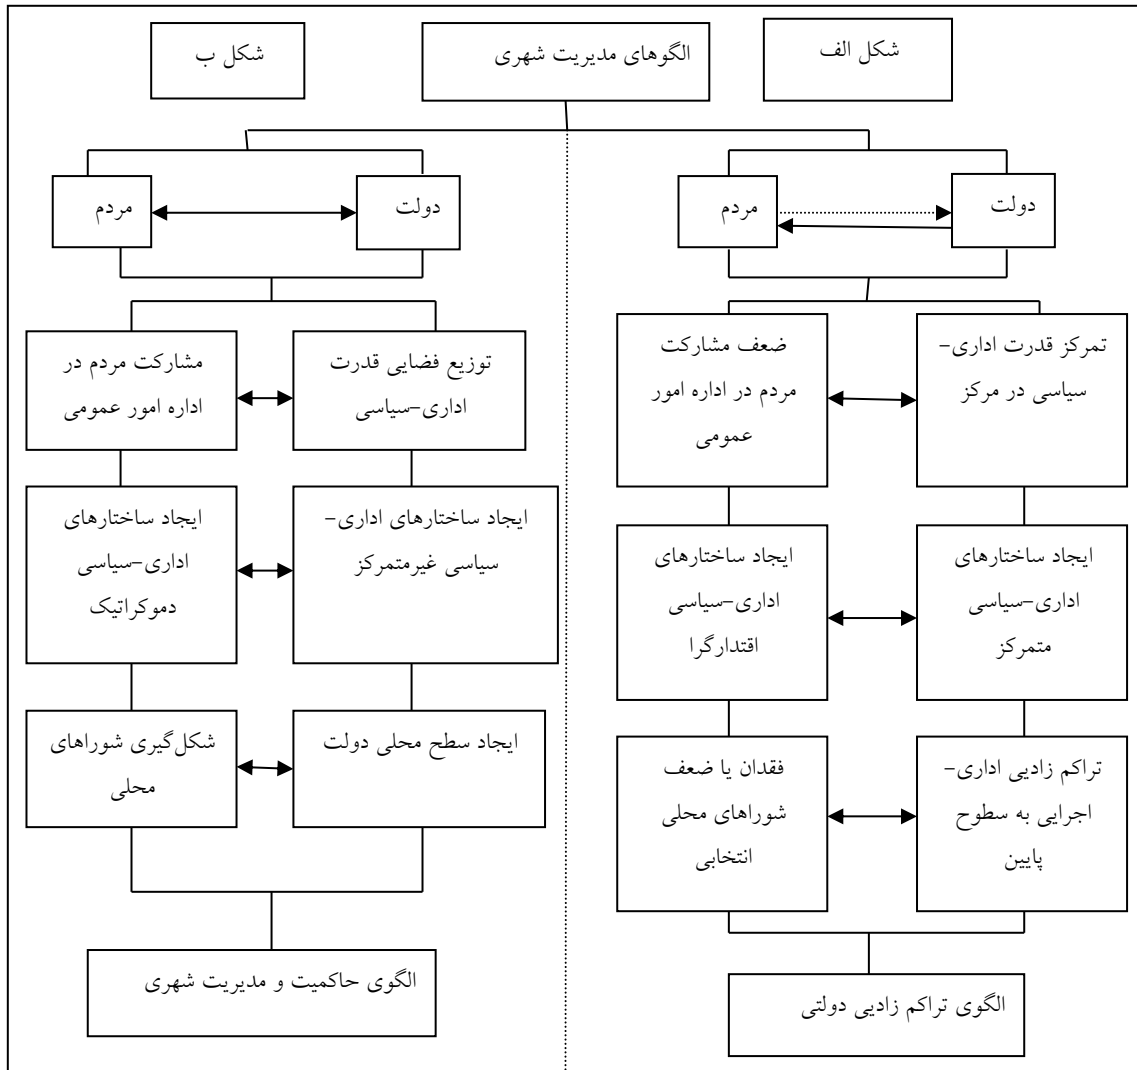 شکل الف
الگوهای مدیریت شهری
شکل ب
دولت
مردم
تمرکز قدرت اداری-
سیاسی در مرکز
ضعف مشارکت
مردم در اداره امور
عمومی
ایجاد ساختارهای
اداری-سیاسی
متمرکز
ایجاد ساختارهای
اداری-سیاسی
اقتدارگرا
تراکم زادیی اداری-
اجرایی به سطوح
پایین
فقدان یا ضعف
شوراهای محلی
انتخابی
الگوی تراکم زادیی دولتی
دولت
مردم
توزیع فضایی قدرت
اداری-سیاسی
مشارکت مردم در
اداره امور عمومی
ایجاد ساختارهای اداری-
سیاسی غیرمتمرکز
ایجاد ساختارهای
اداری-سیاسی
دموکراتیک
ایجاد سطح محلی دولت
شکل‌گیری شوراهای
محلی
الگوی حاکمیت و مدیریت شهری